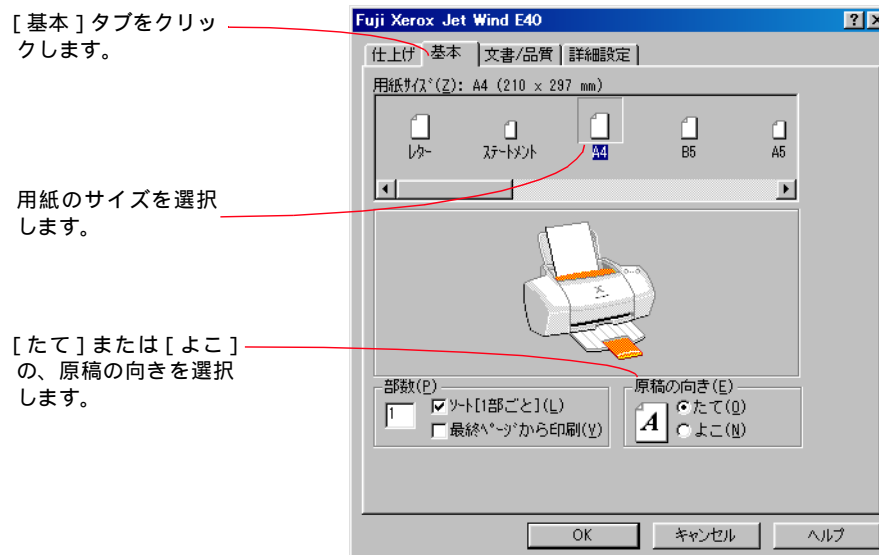 [ 基本 ] タブをクリッ
クします。
用紙のサイズを選択
します。
[ たて ] または [ よこ ]
の、原稿の向きを選択
します。
Fuji Xerox Jet Wind E40
仕上げ 基本 文書/品質 詳細設定
用紙ｻｲｽﾞ(Z): A4 (210 x 297 mm)
ﾚﾀｰ ｽﾃｰﾄﾒﾝﾄ A4 B5 A5
部数(P)
1
ｿｰﾄ[1部ごと](L)
最終ﾍﾟｰｼﾞから印刷(Y)
原稿の向き(E)
A
たて(O)
よこ(N)
OK キャンセル ヘルプ